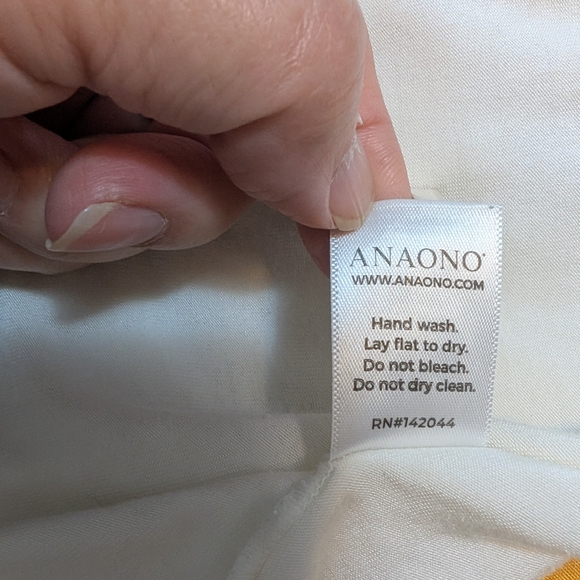 ANAONO®
WWW.ANAONO.COM
Hand wash.
Lay flat to dry.
Do not bleach.
Do not dry clean.
RN#142044